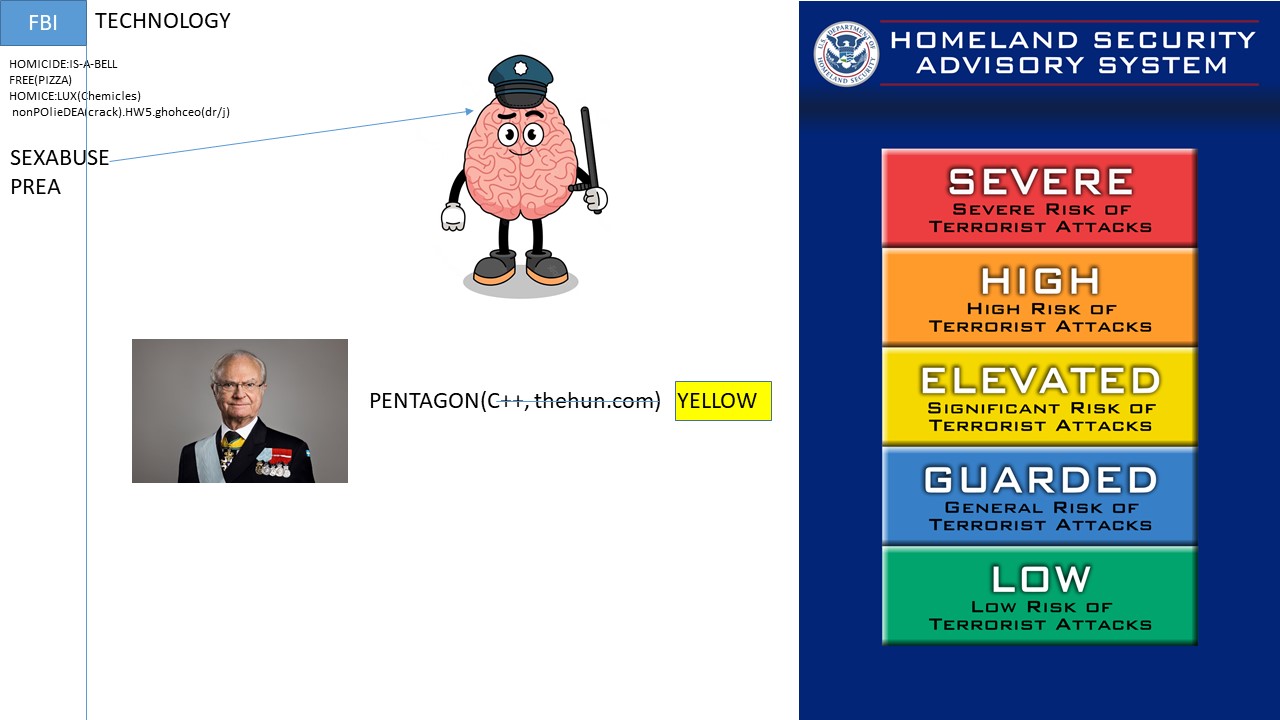 FBI
TECHNOLOGY
HOMICIDE:IS-A-BELL
FREE(PIZZA)
HOMICE:LUX(Chemicles)
nonPOlieDEA(crack).HW5.ghohceo(dr/j)
SEXABUSE
PREA
PENTAGON(C++, thehun.com)
YELLOW
U.S. DEPARTMENT OF HOMELAND SECURITY
HOMELAND SECURITY
ADVISORY SYSTEM
SEVERE
SEVERE RISK OF
TERRORIST ATTACKS
HIGH
HIGH RISK OF
TERRORIST ATTACKS
ELEVATED
SIGNIFICANT RISK OF
TERRORIST ATTACKS
GUARDED
GENERAL RISK OF
TERRORIST ATTACKS
LOW
LOW RISK OF
TERRORIST ATTACKS